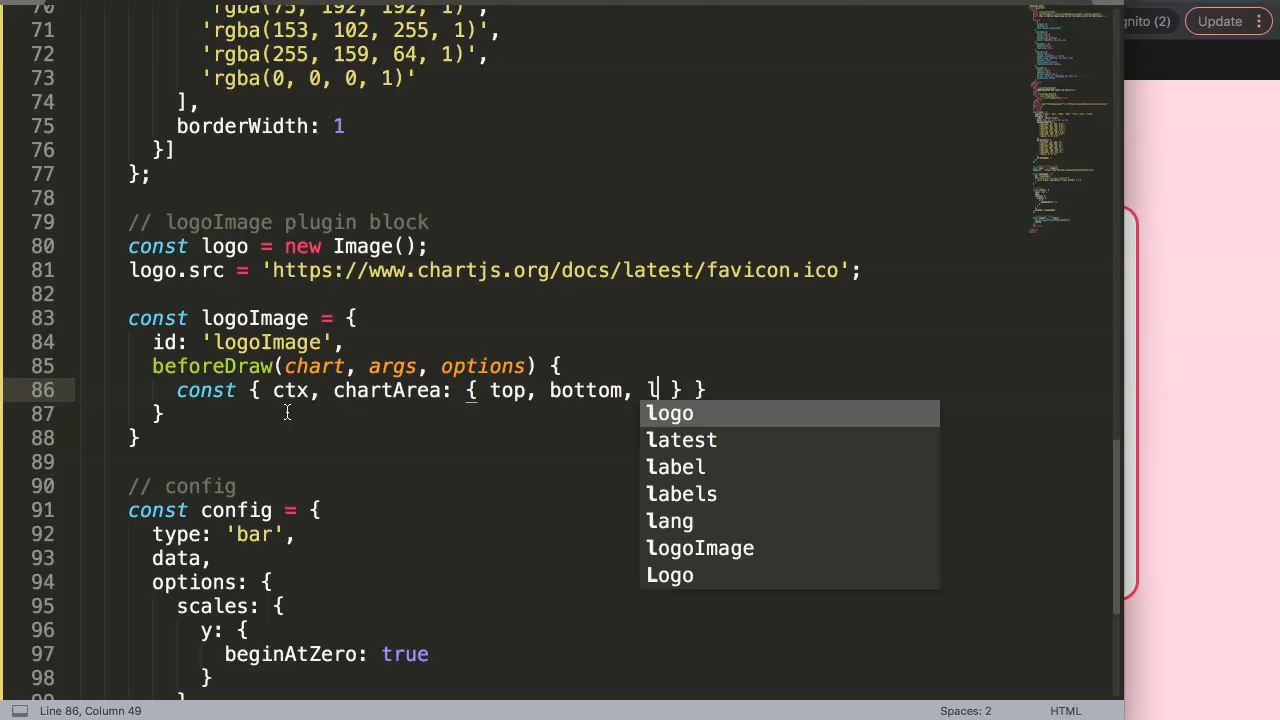 70 'rgba(75, 192, 192, 1)',
71 'rgba(153, 102, 255, 1)',
72 'rgba(255, 159, 64, 1)',
73 'rgba(0, 0, 0, 1)'
74 ],
75 borderWidth: 1
76 }]
77 };
78
79 // logoImage plugin block
80 const logo = new Image();
81 logo.src = 'https://www.chartjs.org/docs/latest/favicon.ico';
82
83 const logoImage = {
84 id: 'logoImage',
85 beforeDraw(chart, args, options) {
86 const { ctx, chartArea: { top, bottom, l } }
87 }
88 }
89
90 // config
91 const config = {
92 type: 'bar',
93 data,
94 options: {
95 scales: {
96 y: {
97 beginAtZero: true
98 }
99 }
logo
latest
label
labels
lang
logoImage
Logo
gnito (2)
Update
Line 86, Column 49
Spaces: 2
HTML